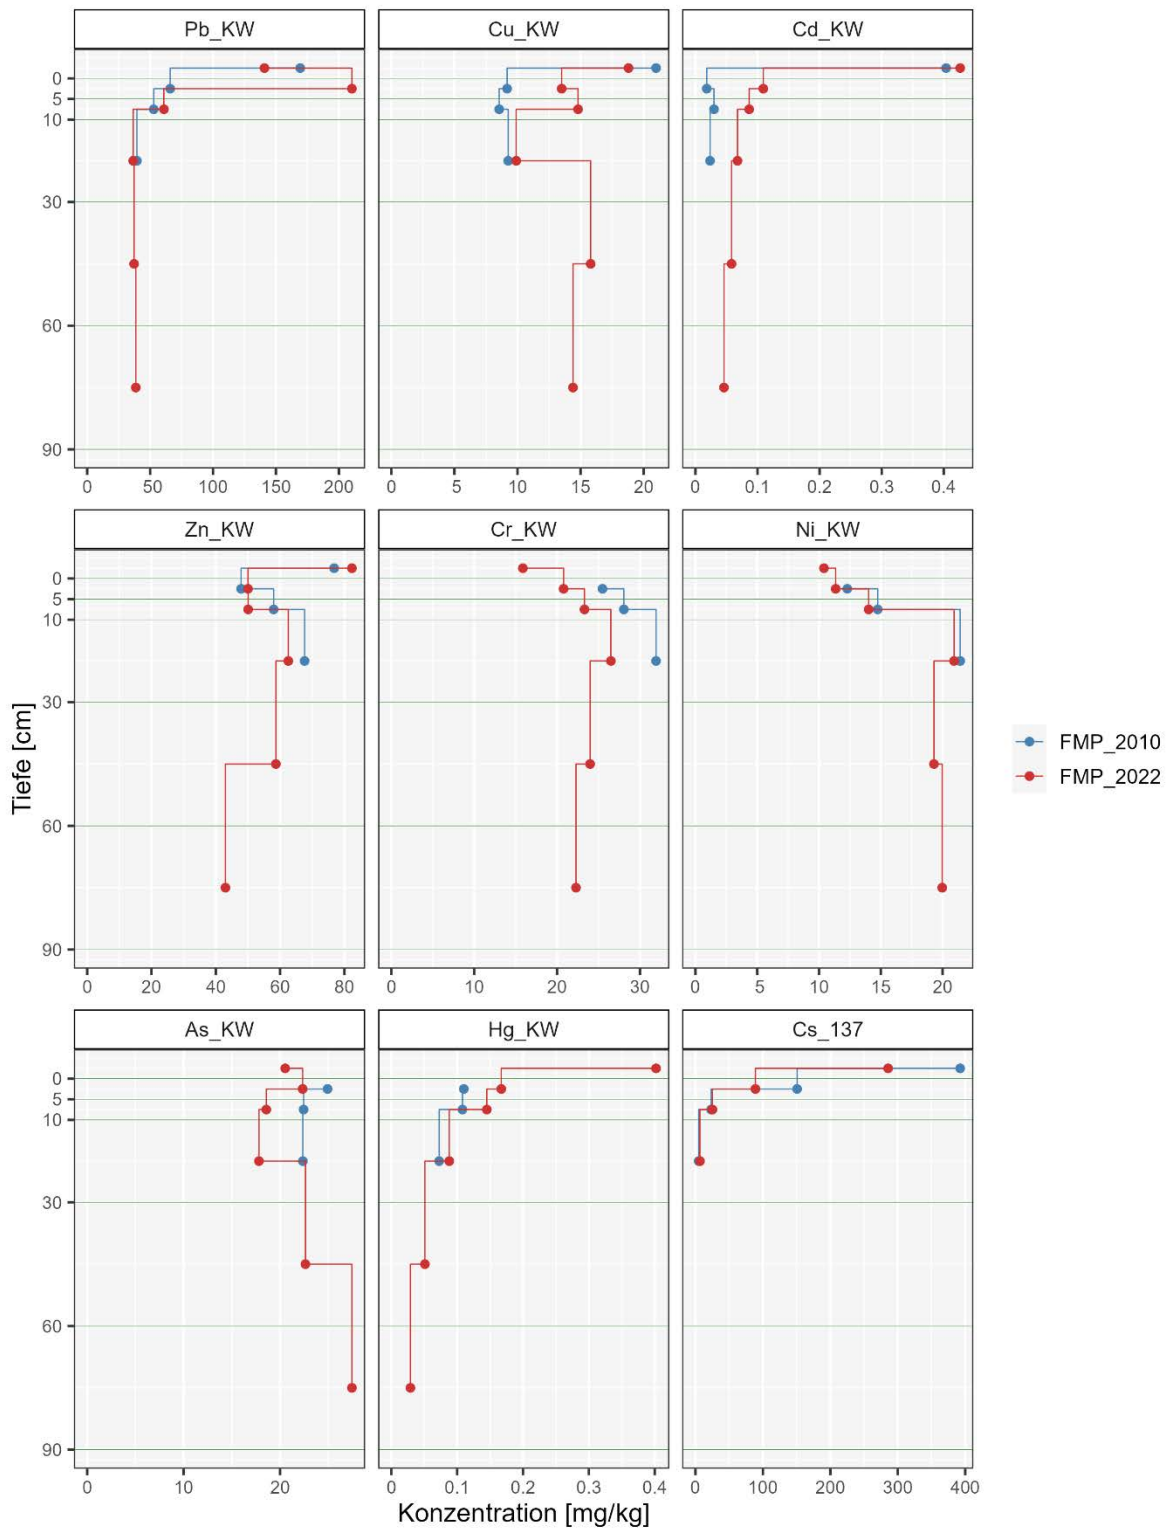 Pb_KW
Cu_KW
Cd_KW
0
5
10
30
60
90
0 50 100 150 200
0 5 10 15 20
0 0.1 0.2 0.3 0.4
Zn_KW
Cr_KW
Ni_KW
0
5
10
30
60
90
0 20 40 60 80
0 10 20 30
0 5 10 15 20
Tiefe [cm]
FMP_2010
FMP_2022
As_KW
Hg_KW
Cs_137
0
5
10
30
60
90
0 10 20
0 0.1 0.2 0.3 0.4
0 100 200 300 400
Konzentration [mg/kg]